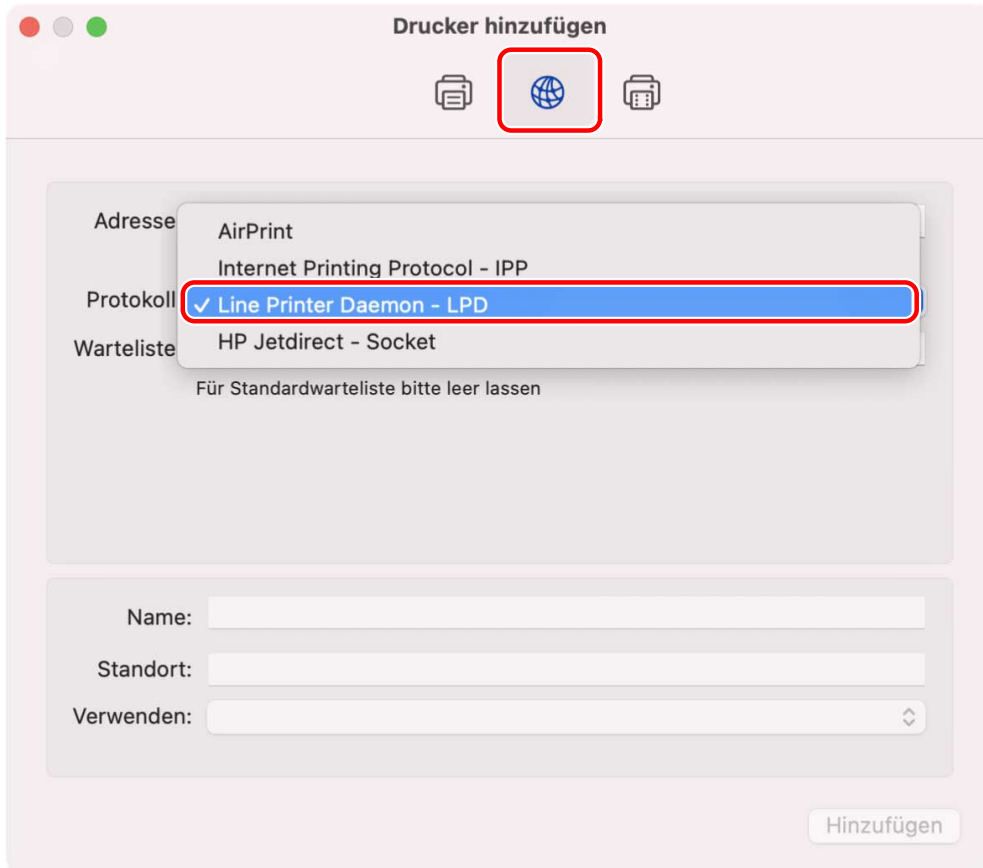 Drucker hinzufügen
Adresse
AirPrint
Internet Printing Protocol - IPP
Protokoll
✓ Line Printer Daemon - LPD
Warteliste
HP Jetdirect - Socket
Für Standardwarteliste bitte leer lassen
Name:
Standort:
Verwenden:
Hinzufügen